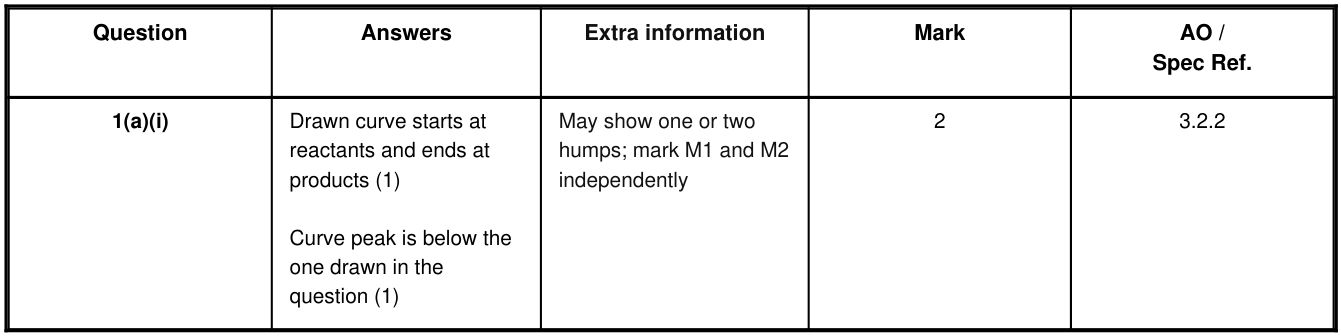 Question
Answers
Extra information
Mark
AO /
Spec Ref.
1(a)(i)
Drawn curve starts at
reactants and ends at
products (1)
Curve peak is below the
one drawn in the
question (1)
May show one or two
humps; mark M1 and M2
independently
2
3.2.2